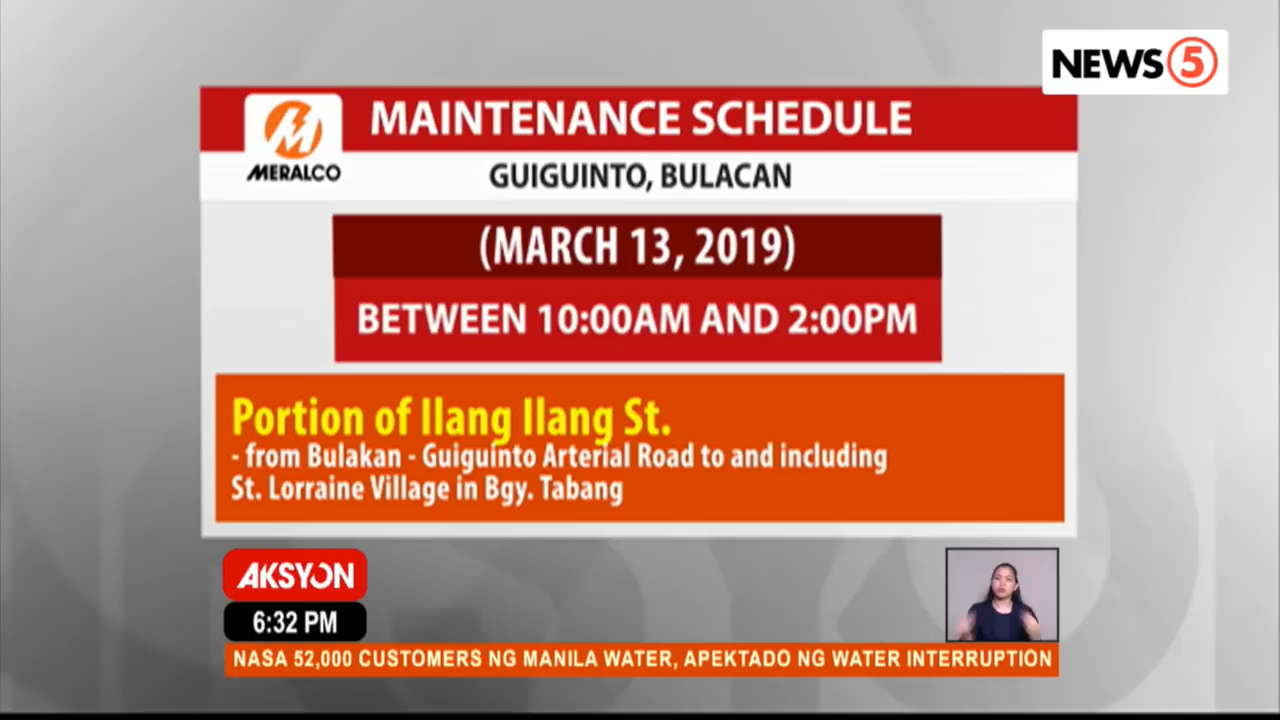 NEWS 5
MAINTENANCE SCHEDULE
MERALCO
GUIGUINTO, BULACAN
(MARCH 13, 2019)
BETWEEN 10:00AM AND 2:00PM
Portion of Ilang Ilang St.
- from Bulakan - Guiguinto Arterial Road to and including
St. Lorraine Village in Bgy. Tabang
AKSYON
6:32 PM
NASA 52,000 CUSTOMERS NG MANILA WATER, APEKTADO NG WATER INTERRUPTION